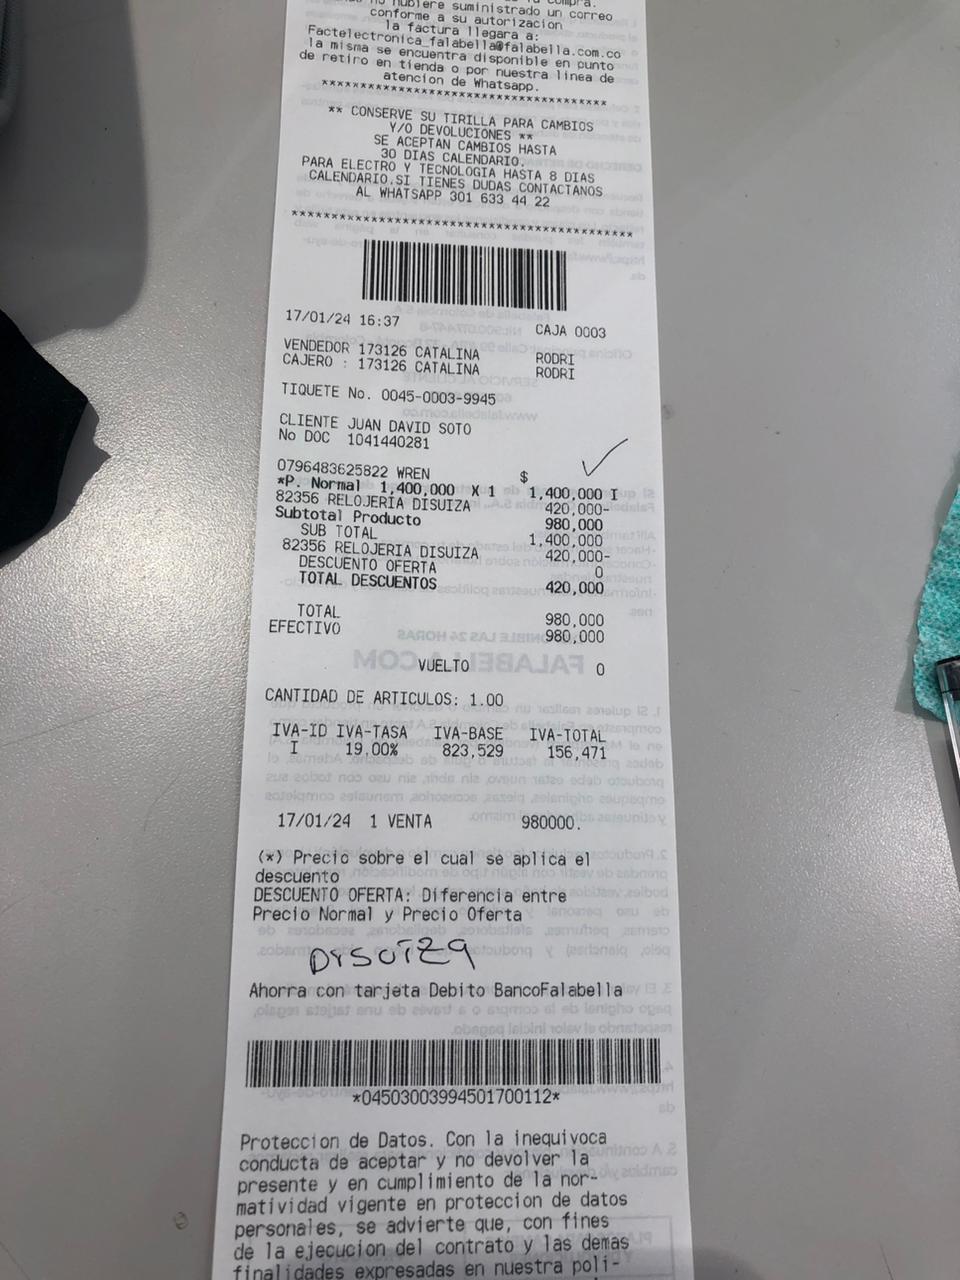 hubiere suministrado un correo
conforme a su autorizacion
la factura llegara a:
Factelectronica_falabella@falabella.com.co
la misma se encuentra disponible en punto
de retiro en tienda o por nuestra linea de
atencion de Whatsapp.
****************************************
** CONSERVE SU TIRILLA PARA CAMBIOS
Y/O DEVOLUCIONES **
SE ACEPTAN CAMBIOS HASTA
30 DIAS CALENDARIO.
PARA ELECTRO Y TECNOLOGIA HASTA 8 DIAS
CALENDARIO.SI TIENES DUDAS CONTACTANOS
AL WHATSAPP 301 633 44 22
****************************************
17/01/24 16:37 CAJA 0003
VENDEDOR 173126 CATALINA RODRI
CAJERO : 173126 CATALINA RODRI
TIQUETE No. 0045-0003-9945
CLIENTE JUAN DAVID SOTO
No DOC 1041440281
0796483625822 WREN $
*P. Normal 1,400,000 X 1 1,400,000 I
82356 RELOJERIA DISUIZA 420,000-
Subtotal Producto 980,000
SUB TOTAL 1,400,000
82356 RELOJERIA DISUIZA 420,000-
DESCUENTO OFERTA 0
TOTAL DESCUENTOS 420,000
TOTAL 980,000
EFECTIVO 980,000
VUELTO 0
CANTIDAD DE ARTICULOS: 1.00
IVA-ID IVA-TASA IVA-BASE IVA-TOTAL
I 19.00% 823,529 156,471
17/01/24 1 VENTA 980000.
(*) Precio sobre el cual se aplica el
descuento
DESCUENTO OFERTA: Diferencia entre
Precio Normal y Precio Oferta
DISUIZA
Ahorra con tarjeta Debito BancoFalabella
*04503003994501700112*
Proteccion de Datos. Con la inequivoca
conducta de aceptar y no devolver la
presente y en cumplimiento de la nor-
matividad vigente en proteccion de datos
personales, se advierte que, con fines
de la ejecucion del contrato y las demas
finalidades expresadas en nuestra poli-